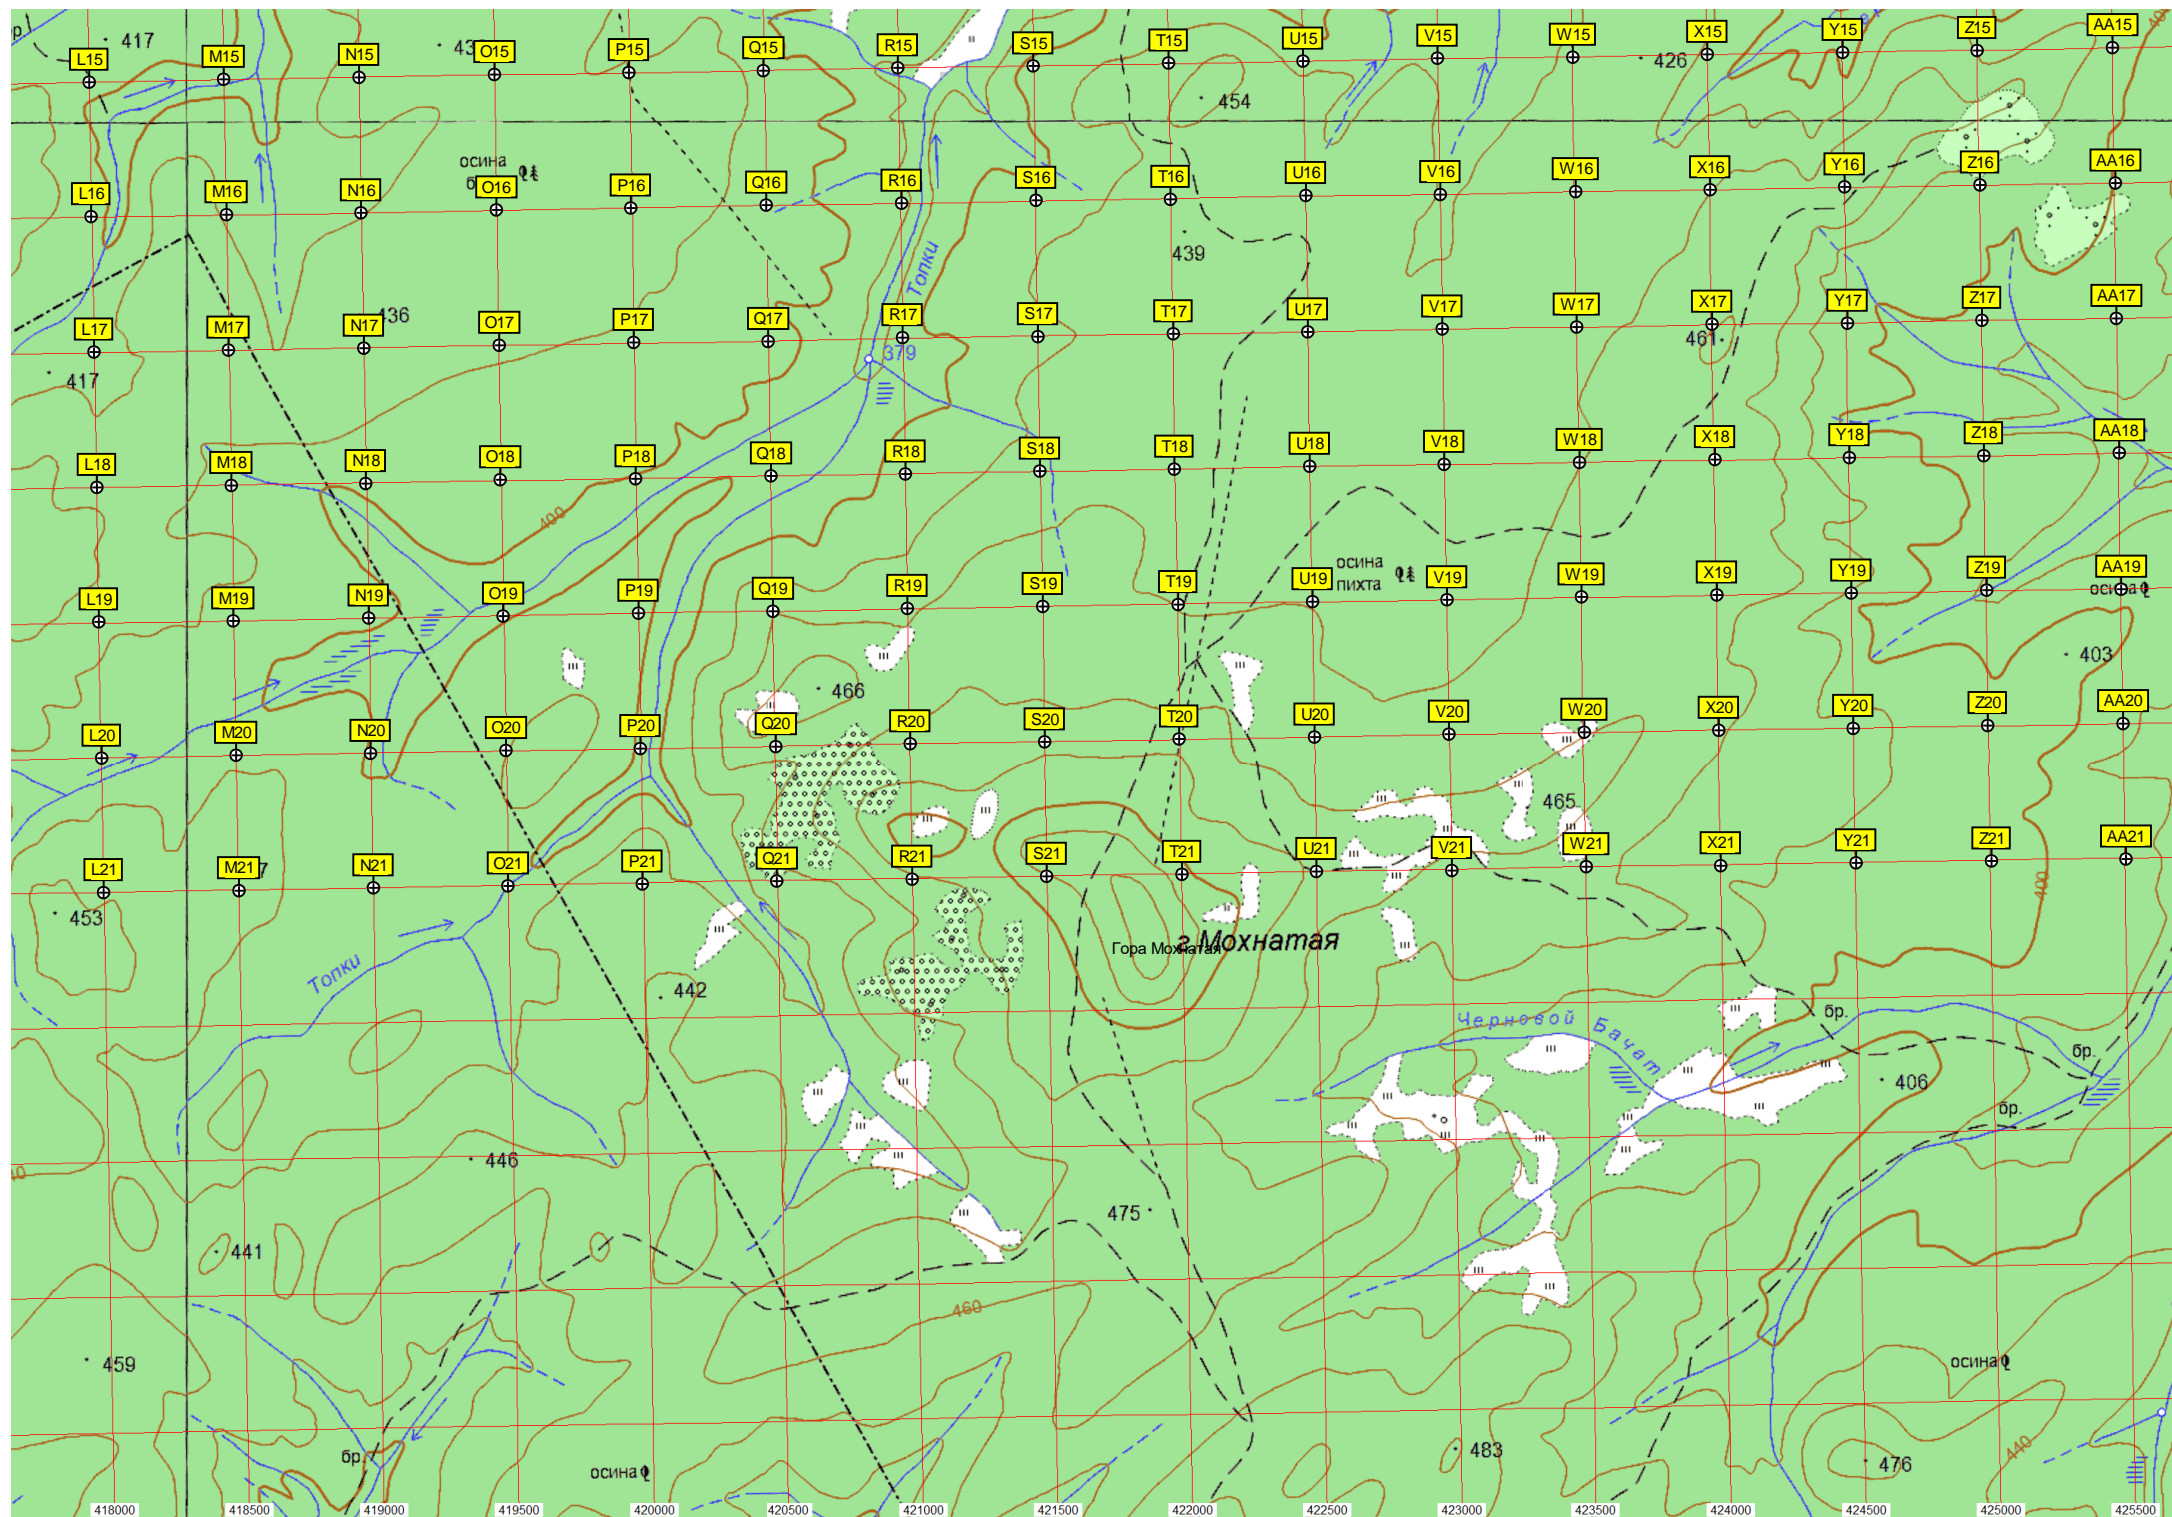 417
L15 M15 N15 O15 P15 Q15 R15 S15 T15 U15 V15 W15 X15 Y15 Z15 AA15
426
454
осина
L16 M16 N16 O16 P16 Q16 R16 S16 T16 U16 V16 W16 X16 Y16 Z16 AA16
439
Топки
436
L17 M17 N17 O17 P17 Q17 R17 S17 T17 U17 V17 W17 X17 Y17 Z17 AA17
461
379
417
L18 M18 N18 O18 P18 Q18 R18 S18 T18 U18 V18 W18 X18 Y18 Z18 AA18
400
осина
пихта
L19 M19 N19 O19 P19 Q19 R19 S19 T19 U19 V19 W19 X19 Y19 Z19 AA19
осина
403
466
L20 M20 N20 O20 P20 Q20 R20 S20 T20 U20 V20 W20 X20 Y20 Z20 AA20
465
L21 M21 N21 O21 P21 Q21 R21 S21 T21 U21 V21 W21 X21 Y21 Z21 AA21
400
453
г Мохнатая
Гора Мохнатая
Топки
442
Черновой Бачат
бр.
бр.
406
бр.
446
475
441
460
459
осина
бр.
осина
483
476
440
418000 418500 419000 419500 420000 420500 421000 421500 422000 422500 423000 423500 424000 424500 425000 425500